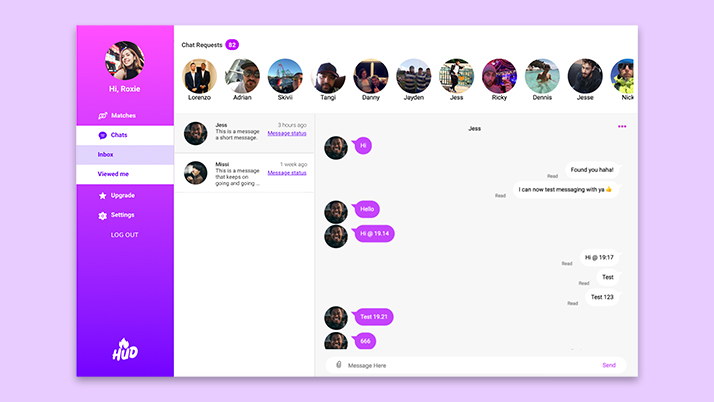 Hi, Roxie
Matches
Chats
Inbox
Viewed me
Upgrade
Settings
LOG OUT
HUD
Chat Requests 82
Lorenzo Adrian Skivii Tangi Danny Jayden Jess Ricky Dennis Jesse Nick
Jess 3 hours ago
This is a message Message status
a short message.
Missi 1 week ago
This is a message Message status
that keeps on
going and going ...
Jess
Hi
Found you haha!
Read
I can now test messaging with ya 👍
Read
Hello
Hi @ 19.14
Hi @ 19:17
Read
Test
Read
Test 123
Read
Test 19.21
666
Message Here Send